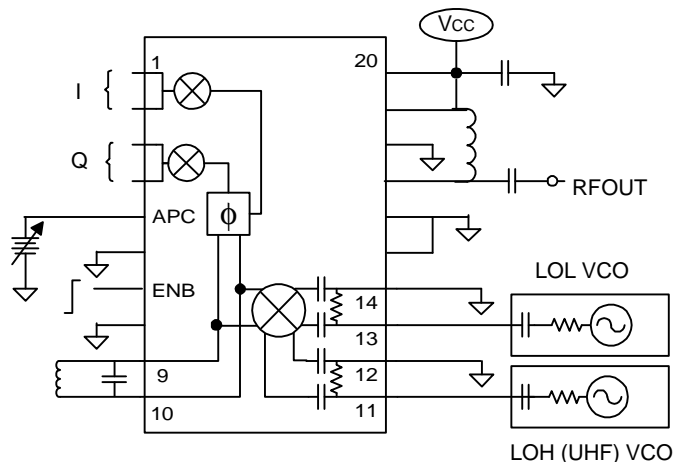 Vcc
1
20
I {
Q {
RFOUT
APC
ϕ
LOL VCO
ENB
14
13
9
12
10
11
LOH (UHF) VCO